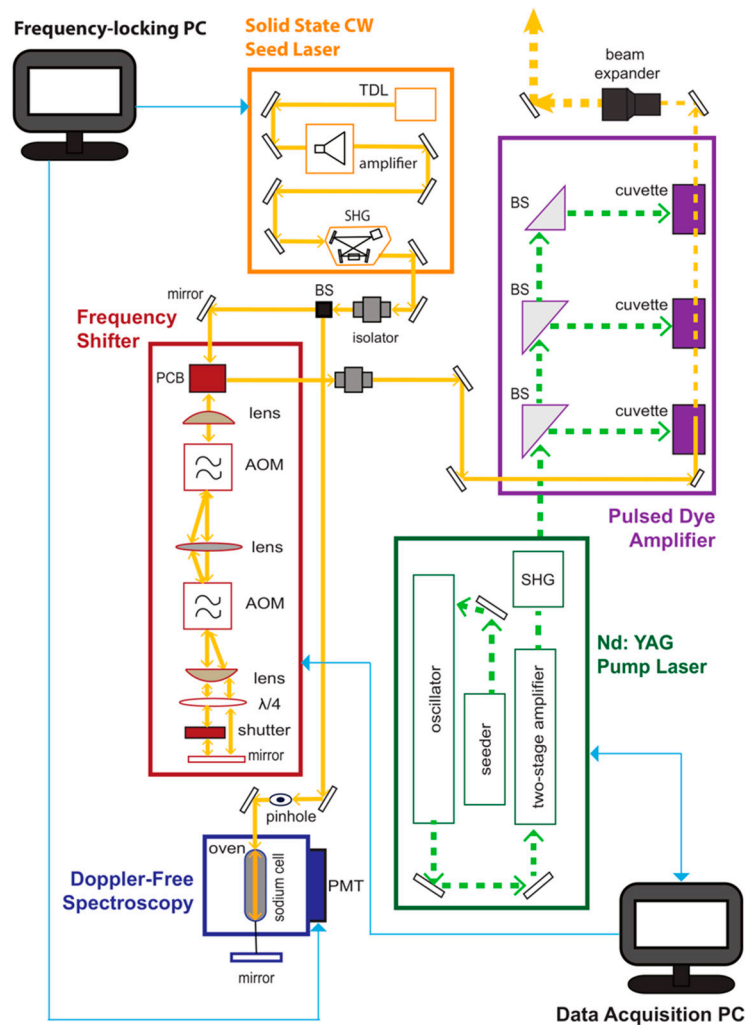 Frequency-locking PC
Solid State CW
Seed Laser
TDL
amplifier
SHG
beam
expander
BS
cuvette
BS
cuvette
BS
cuvette
Pulsed Dye
Amplifier
mirror
BS
isolator
Frequency
Shifter
PCB
lens
AOM
lens
AOM
lens
λ/4
shutter
mirror
SHG
oscillator
seeder
two-stage amplifier
Nd: YAG
Pump Laser
pinhole
oven
sodium cell
PMT
Doppler-Free
Spectroscopy
mirror
Data Acquisition PC